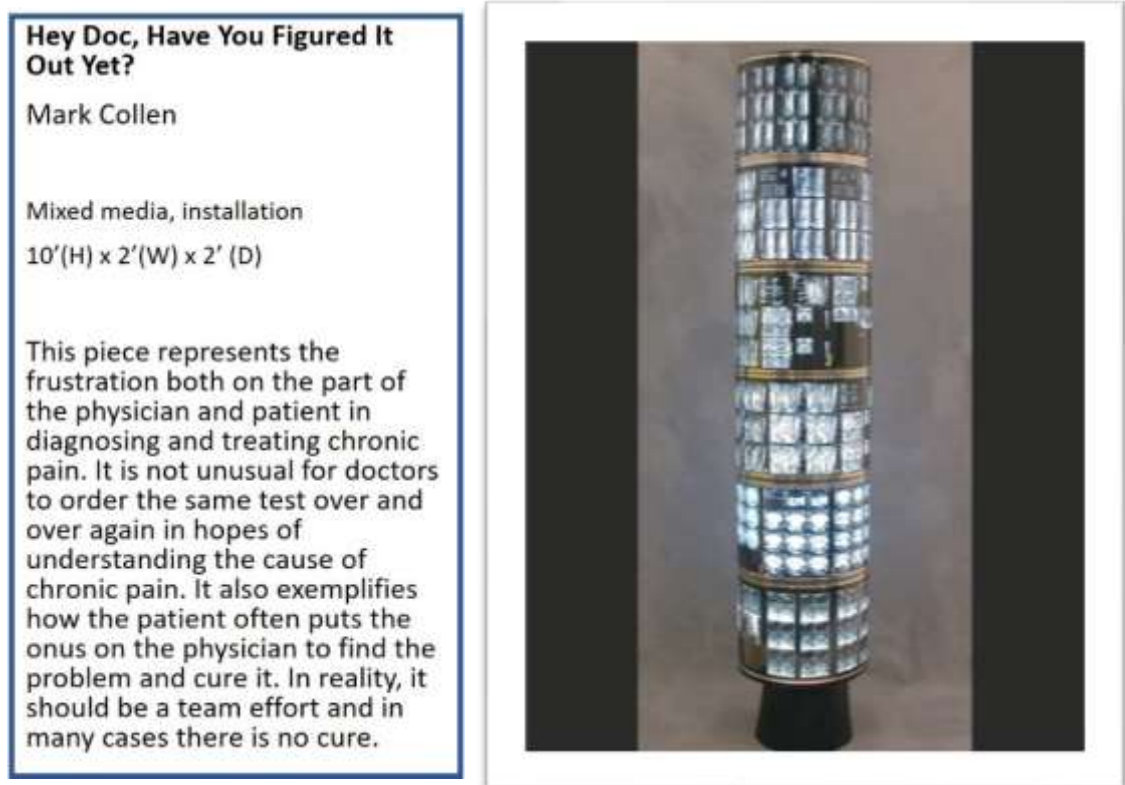 Hey Doc, Have You Figured It
Out Yet?
Mark Collen
Mixed media, installation
10′(H) x 2′(W) x 2′ (D)
This piece represents the
frustration both on the part of
the physician and patient in
diagnosing and treating chronic
pain. It is not unusual for doctors
to order the same test over and
over again in hopes of
understanding the cause of
chronic pain. It also exemplifies
how the patient often puts the
onus on the physician to find the
problem and cure it. In reality, it
should be a team effort and in
many cases there is no cure.